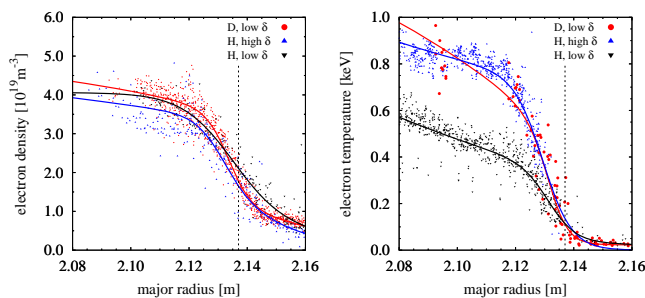 6.0
5.0
4.0
3.0
2.0
1.0
0.0
2.08
2.10
2.12
2.14
2.16
major radius [m]
electron density [10^19 m^-3]
D, low δ
H, high δ
H, low δ
1.0
0.8
0.6
0.4
0.2
0.0
2.08
2.10
2.12
2.14
2.16
major radius [m]
electron temperature [keV]
D, low δ
H, high δ
H, low δ